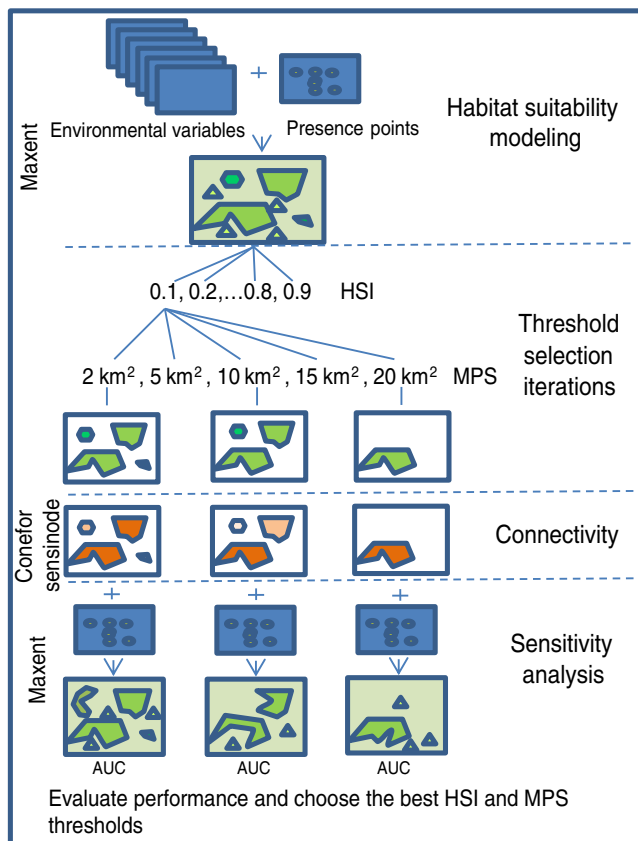 +
Environmental variables
Presence points
Habitat suitability
modeling
Maxent
0.1, 0.2,...0.8, 0.9 HSI
Threshold
selection
iterations
2 km², 5 km², 10 km², 15 km², 20 km² MPS
Conefor
sensinode
Connectivity
+ + +
Maxent
Sensitivity
analysis
AUC AUC AUC
Evaluate performance and choose the best HSI and MPS
thresholds